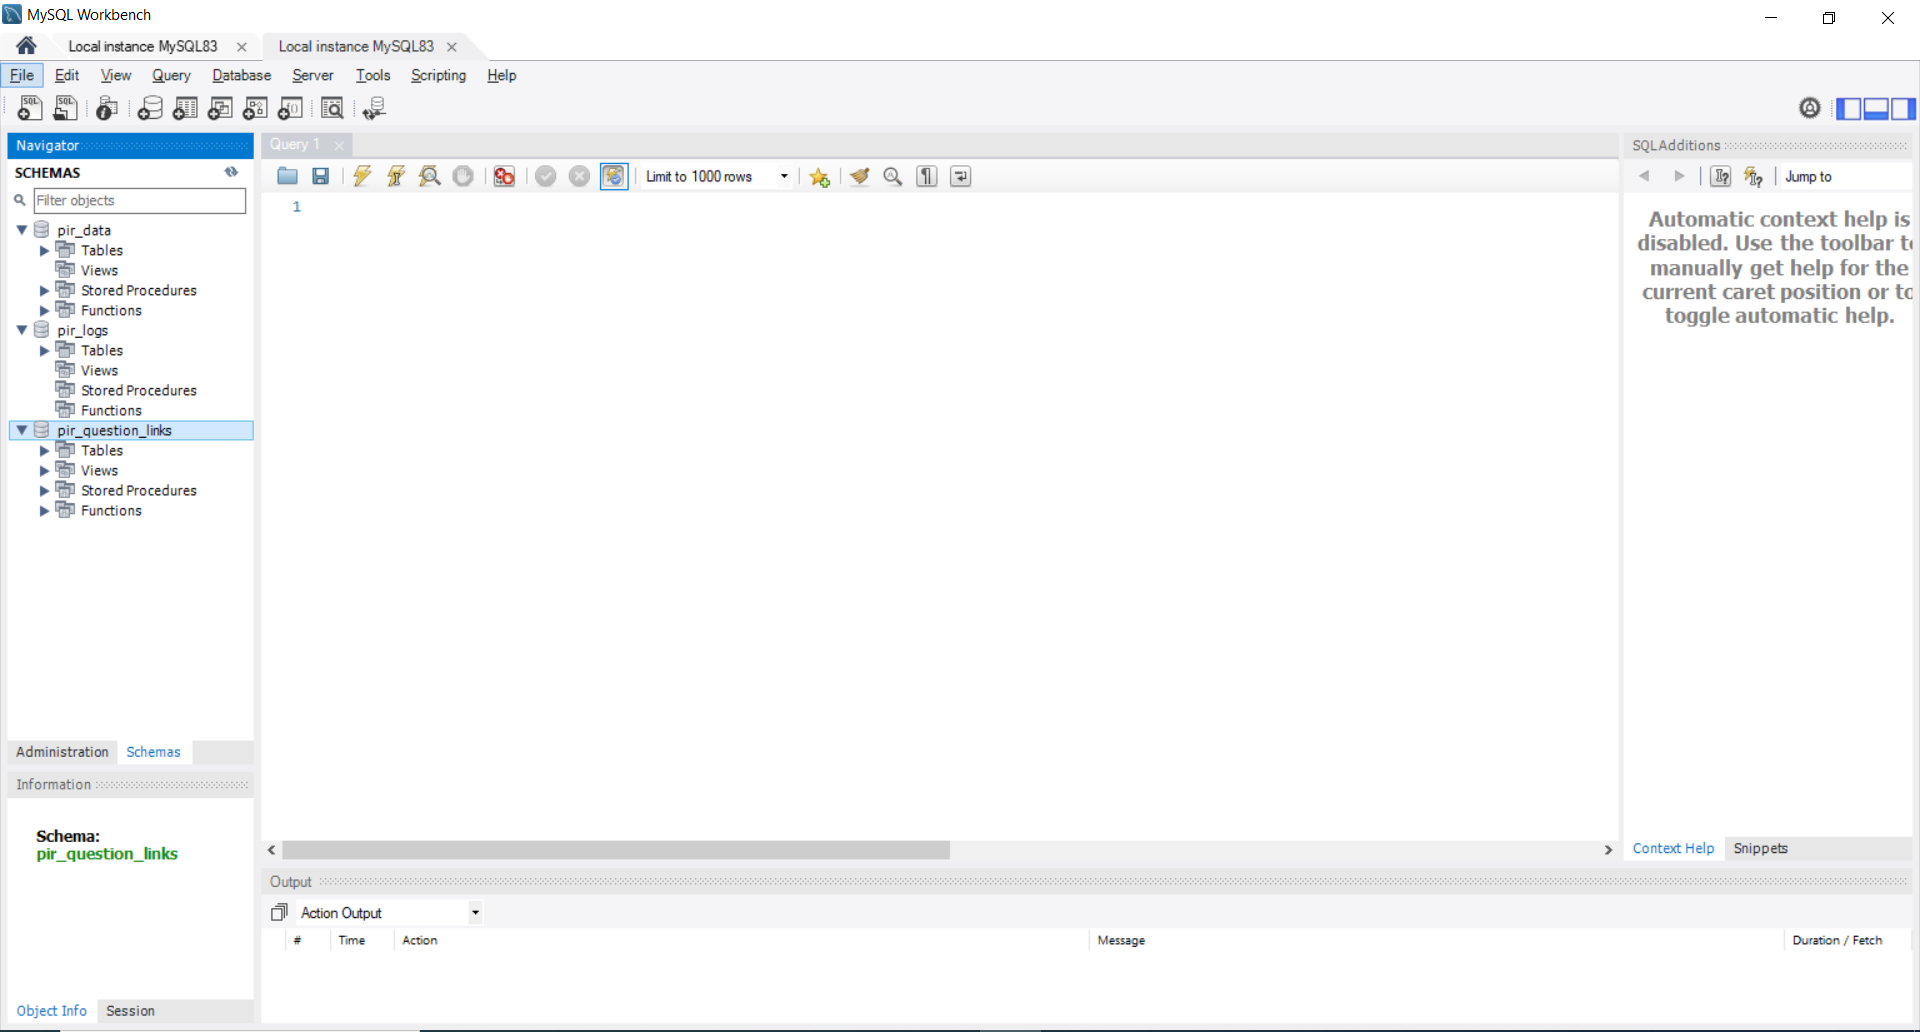 MySQL Workbench
Local instance MySQL83
Local instance MySQL83
File Edit View Query Database Server Tools Scripting Help
Navigator
SCHEMAS
Filter objects
pir_data
Tables
Views
Stored Procedures
Functions
pir_logs
Tables
Views
Stored Procedures
Functions
pir_question_links
Tables
Views
Stored Procedures
Functions
Administration Schemas
Information
Schema:
pir_question_links
Object Info Session
Query 1
Limit to 1000 rows
1
Output
Action Output
# Time Action Message Duration / Fetch
SQLAdditions
Jump to
Automatic context help is
disabled. Use the toolbar to
manually get help for the
current caret position or to
toggle automatic help.
Context Help Snippets